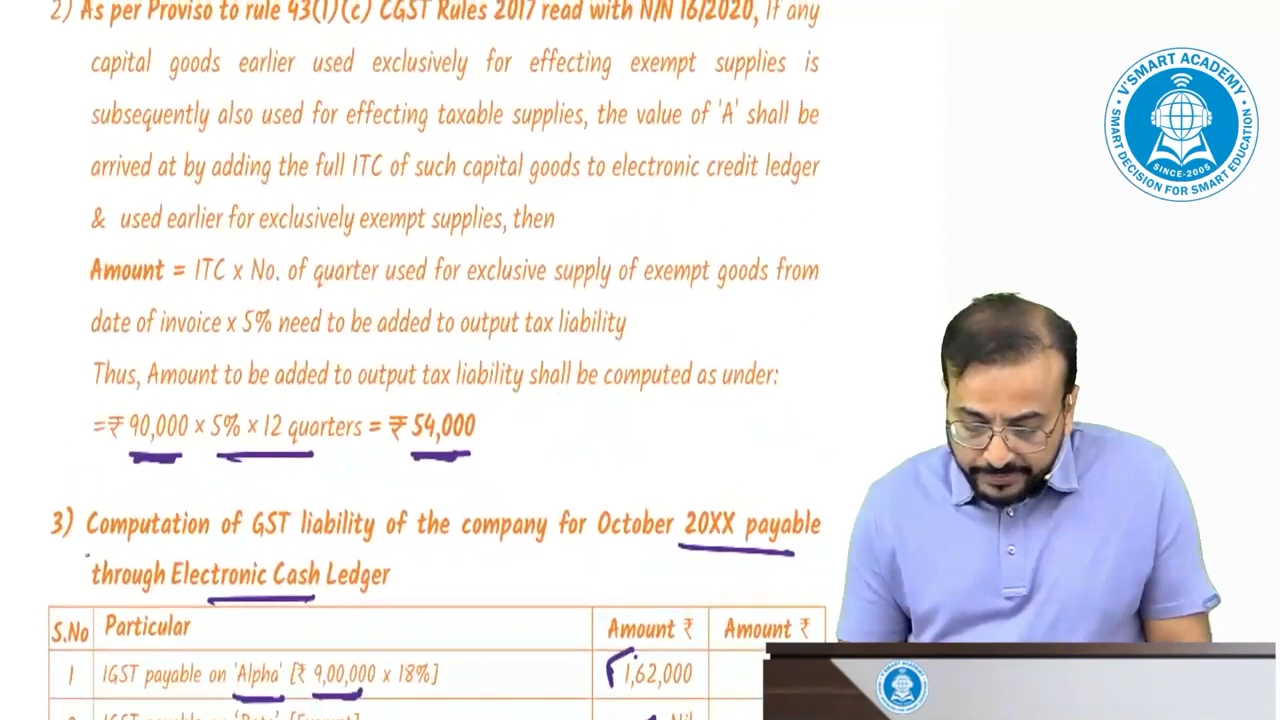 2) As per Proviso to rule 43(1)(c) CGST Rules 2017 read with N/N 16/2020, If any
capital goods earlier used exclusively for effecting exempt supplies is
subsequently also used for effecting taxable supplies, the value of 'A' shall be
arrived at by adding the full ITC of such capital goods to electronic credit ledger
& used earlier for exclusively exempt supplies, then
Amount = ITC x No. of quarter used for exclusive supply of exempt goods from
date of invoice x 5% need to be added to output tax liability
Thus, Amount to be added to output tax liability shall be computed as under:
=₹ 90,000 × 5% × 12 quarters = ₹ 54,000
3) Computation of GST liability of the company for October 20XX payable
through Electronic Cash Ledger
S.No Particular Amount ₹ Amount ₹
1 IGST payable on 'Alpha' [₹ 9,00,000 x 18%] 1,62,000
IGST payable on 'Beta' [Exempt] Nil
V'SMART ACADEMY
SINCE-2005
SMART DECISION FOR SMART EDUCATION